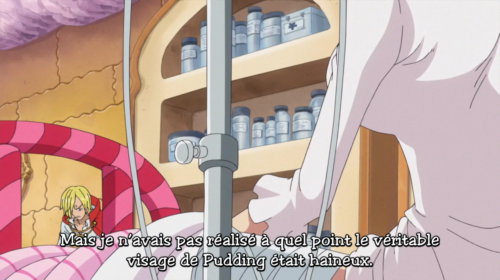 Mais je n'avais pas réalisé à quel point le véritable
visage de Pudding était haineux.